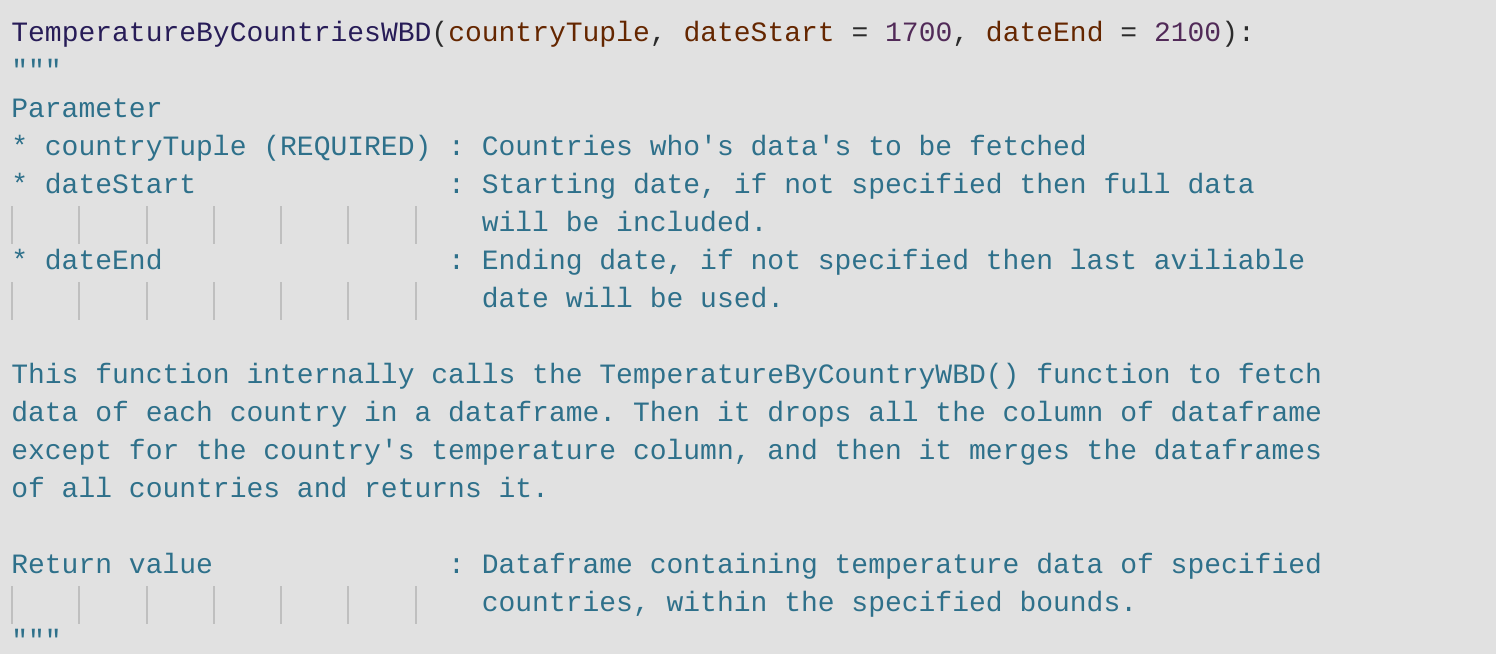 TemperatureByCountriesWBD(countryTuple, dateStart = 1700, dateEnd = 2100):
"""
Parameter
* countryTuple (REQUIRED) : Countries who's data's to be fetched
* dateStart               : Starting date, if not specified then full data
                            will be included.
* dateEnd                 : Ending date, if not specified then last aviliable
                            date will be used.

This function internally calls the TemperatureByCountryWBD() function to fetch
data of each country in a dataframe. Then it drops all the column of dataframe
except for the country's temperature column, and then it merges the dataframes
of all countries and returns it.

Return value              : Dataframe containing temperature data of specified
                            countries, within the specified bounds.
"""